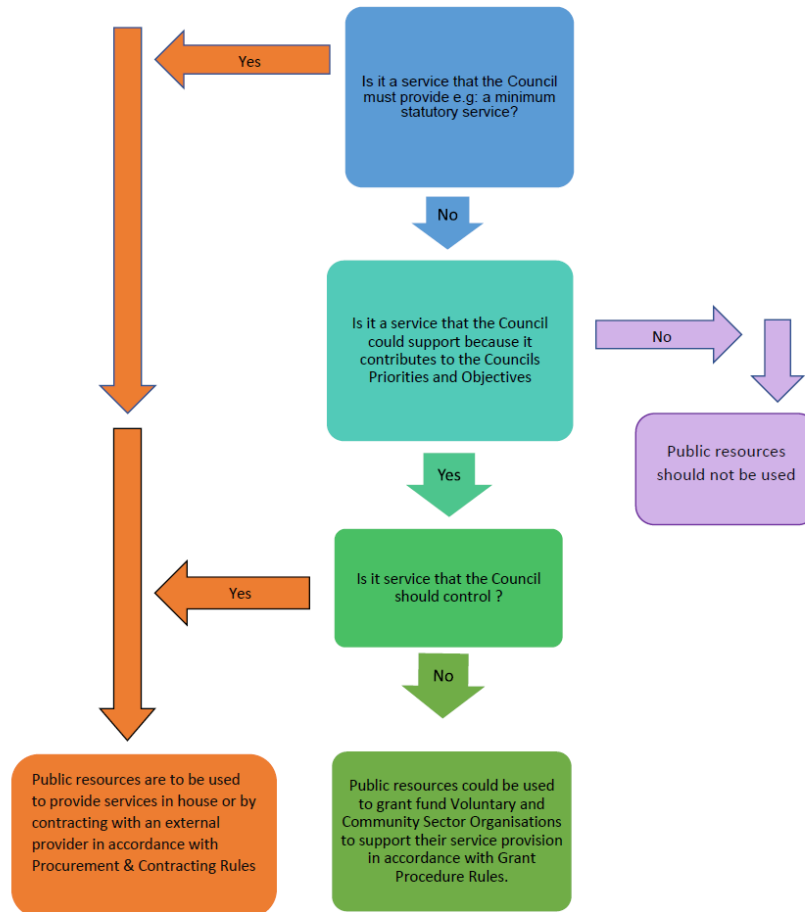 Yes
Is it a service that the Council
must provide e.g: a minimum
statutory service?
No
Is it a service that the Council
could support because it
contributes to the Councils
Priorities and Objectives
No
Public resources
should not be used
Yes
Is it service that the Council
should control ?
Yes
No
Public resources are to be used
to provide services in house or by
contracting with an external
provider in accordance with
Procurement & Contracting Rules
Public resources could be used
to grant fund Voluntary and
Community Sector Organisations
to support their service provision
in accordance with Grant
Procedure Rules.